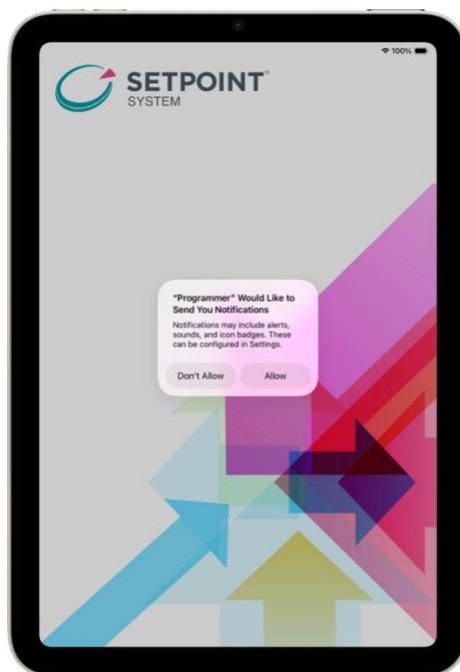 100%
SETPOINT®
SYSTEM
"Programmer" Would Like to
Send You Notifications
Notifications may include alerts,
sounds, and icon badges. These
can be configured in Settings.
Don't Allow
Allow